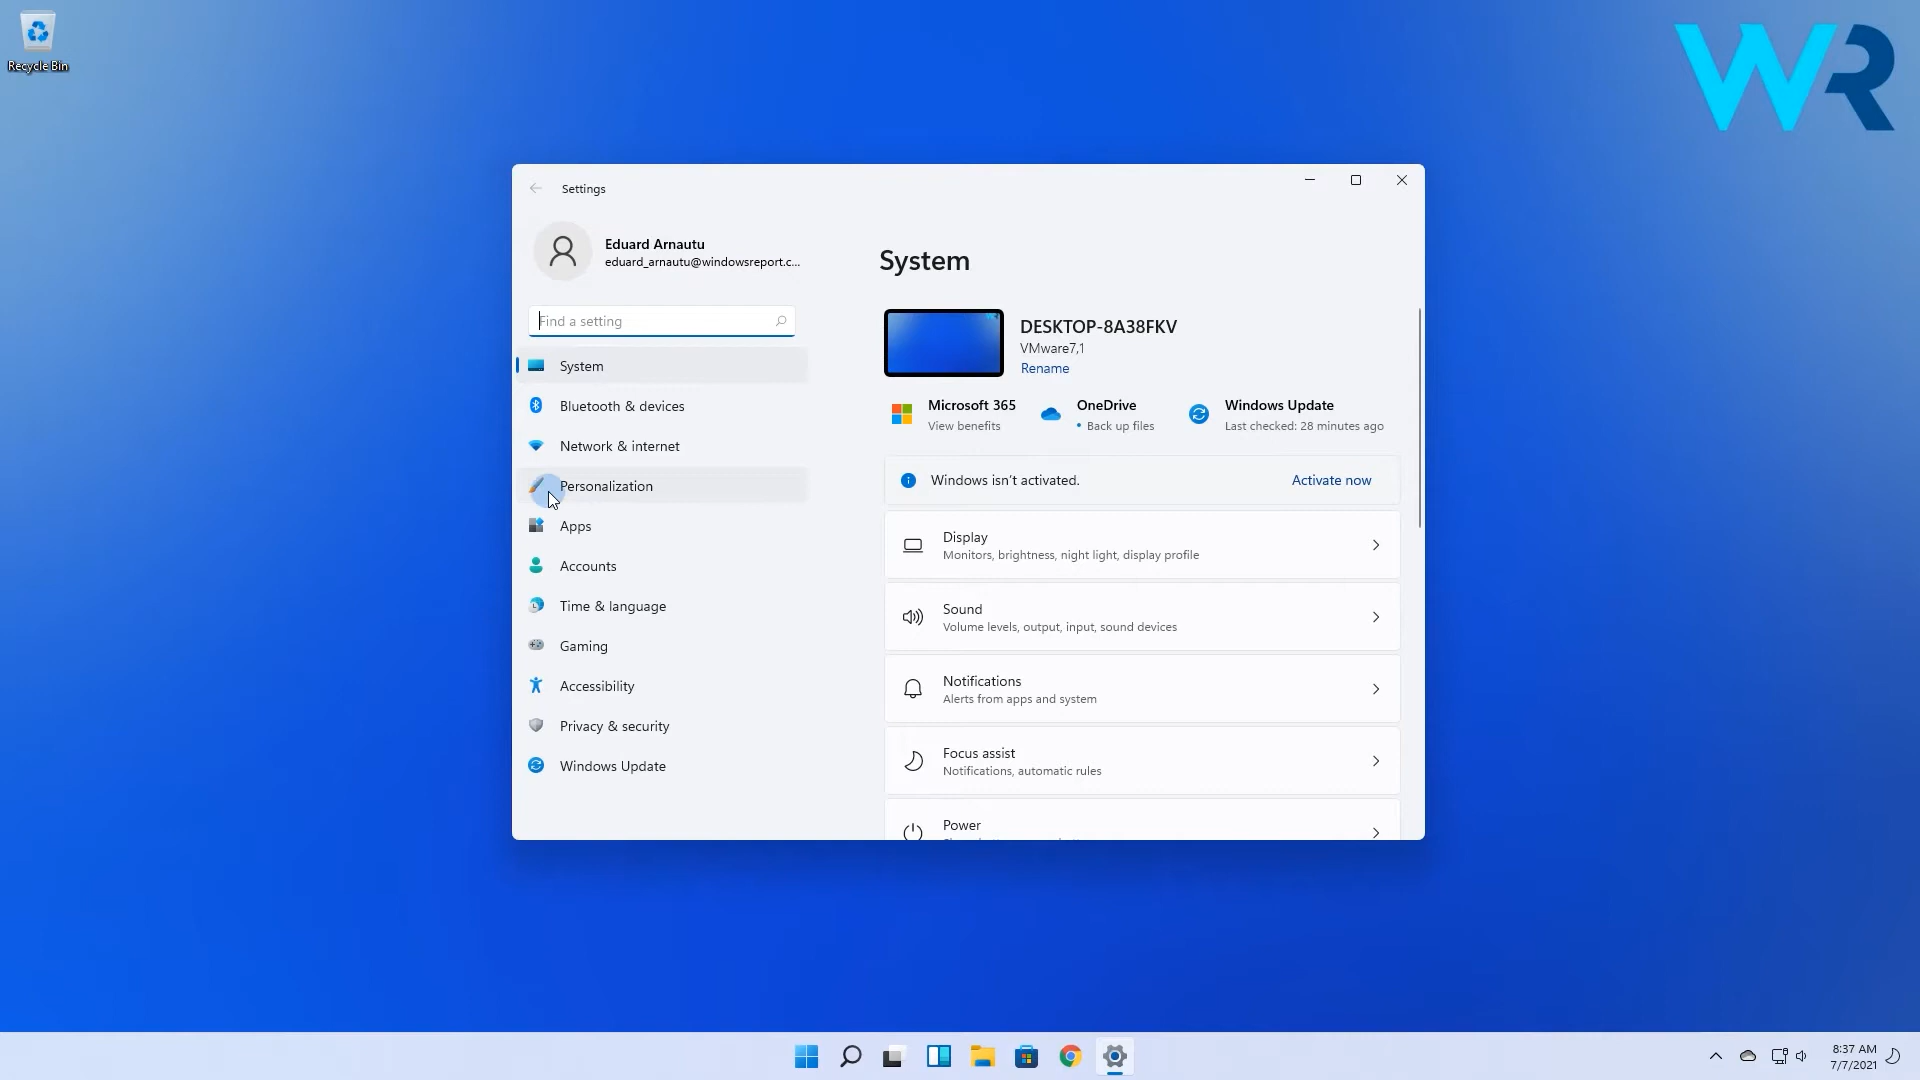 Recycle Bin
WR
Settings
Eduard Arnautu
eduard_arnautu@windowsreport.c...
Find a setting
System
Bluetooth & devices
Network & internet
Personalization
Apps
Accounts
Time & language
Gaming
Accessibility
Privacy & security
Windows Update
System
DESKTOP-8A38FKV
VMware7,1
Rename
Microsoft 365
View benefits
OneDrive
• Back up files
Windows Update
Last checked: 28 minutes ago
Windows isn't activated.
Activate now
Display
Monitors, brightness, night light, display profile
Sound
Volume levels, output, input, sound devices
Notifications
Alerts from apps and system
Focus assist
Notifications, automatic rules
Power
8:37 AM
7/7/2021